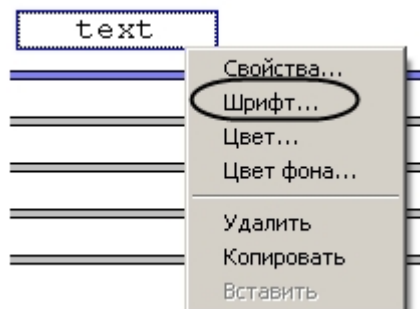 text
Свойства...
Шрифт...
Цвет...
Цвет фона...
Удалить
Копировать
Вставить